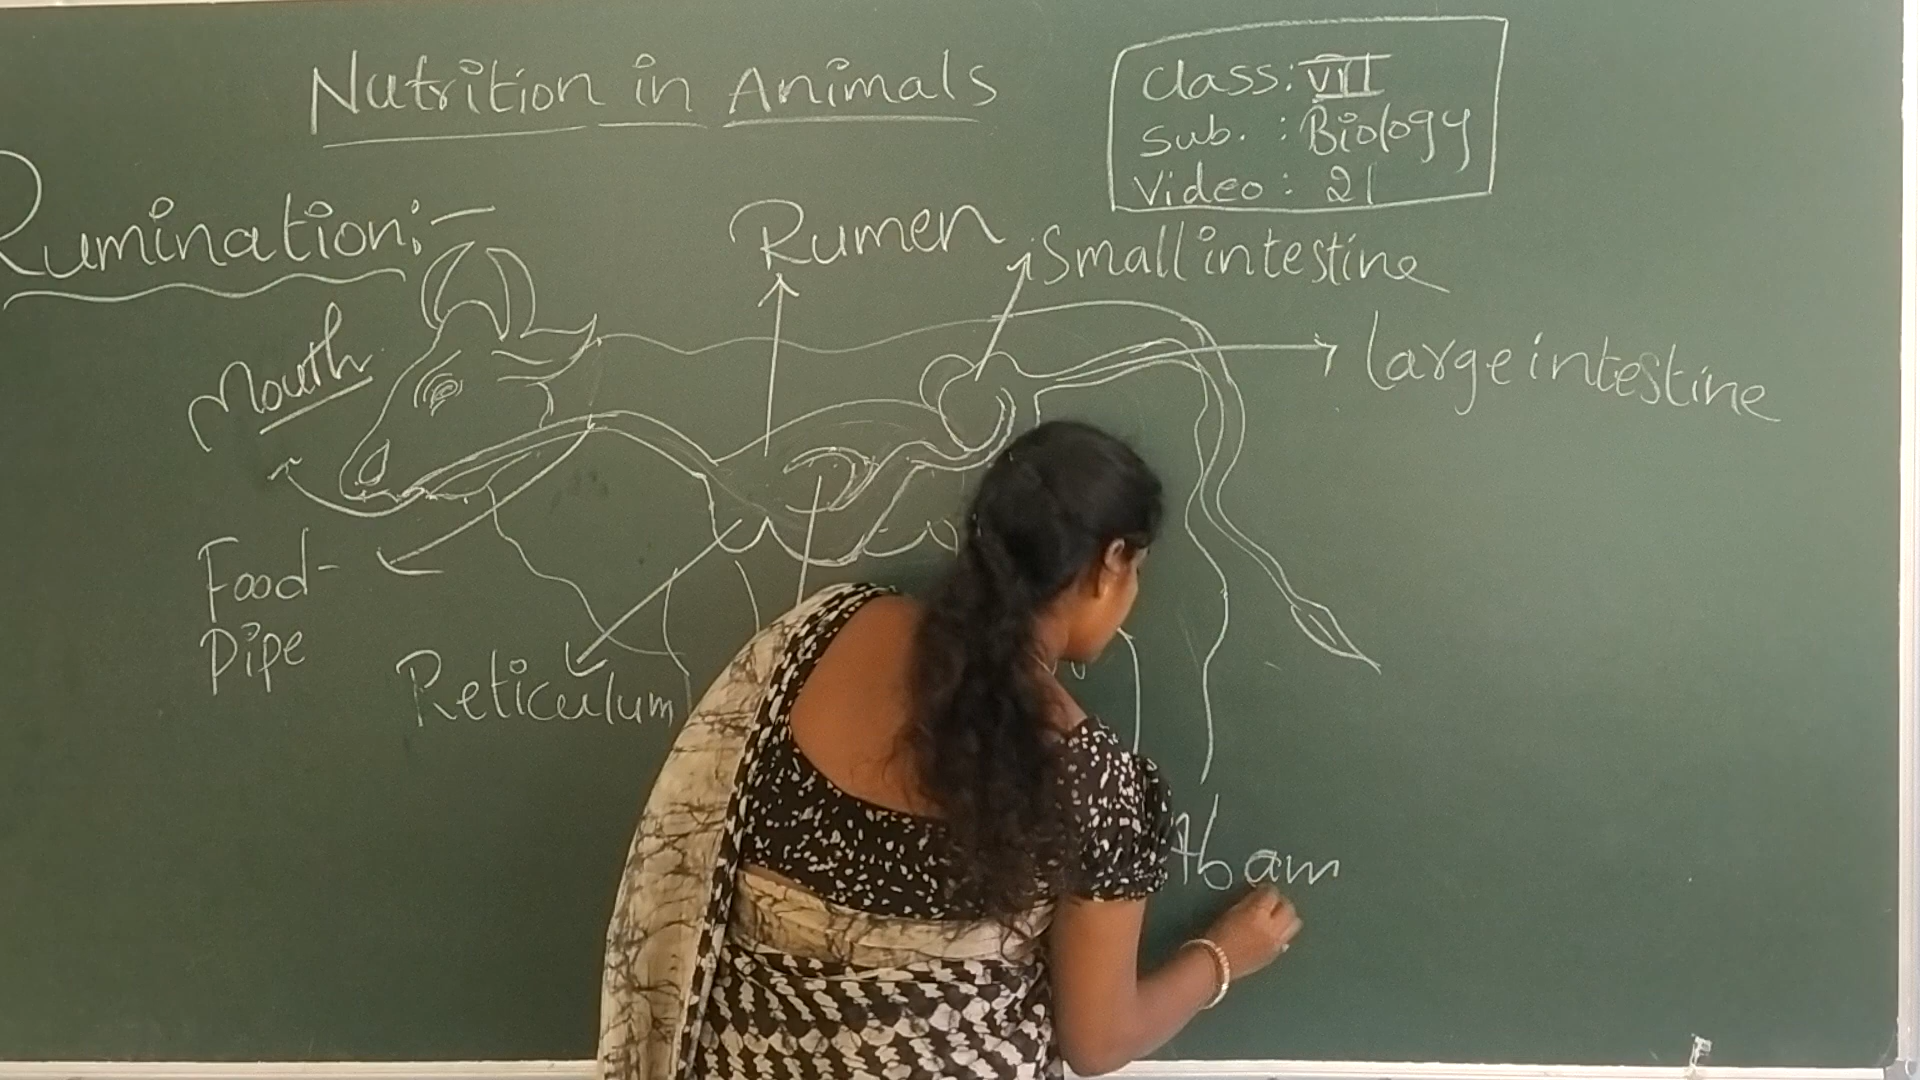 Nutrition in Animals
Class: VII
Sub. : Biology
Video : 21
Rumination:-
Rumen
Small intestine
Mouth
Large intestine
Food-
Pipe
Reticulum
Abam